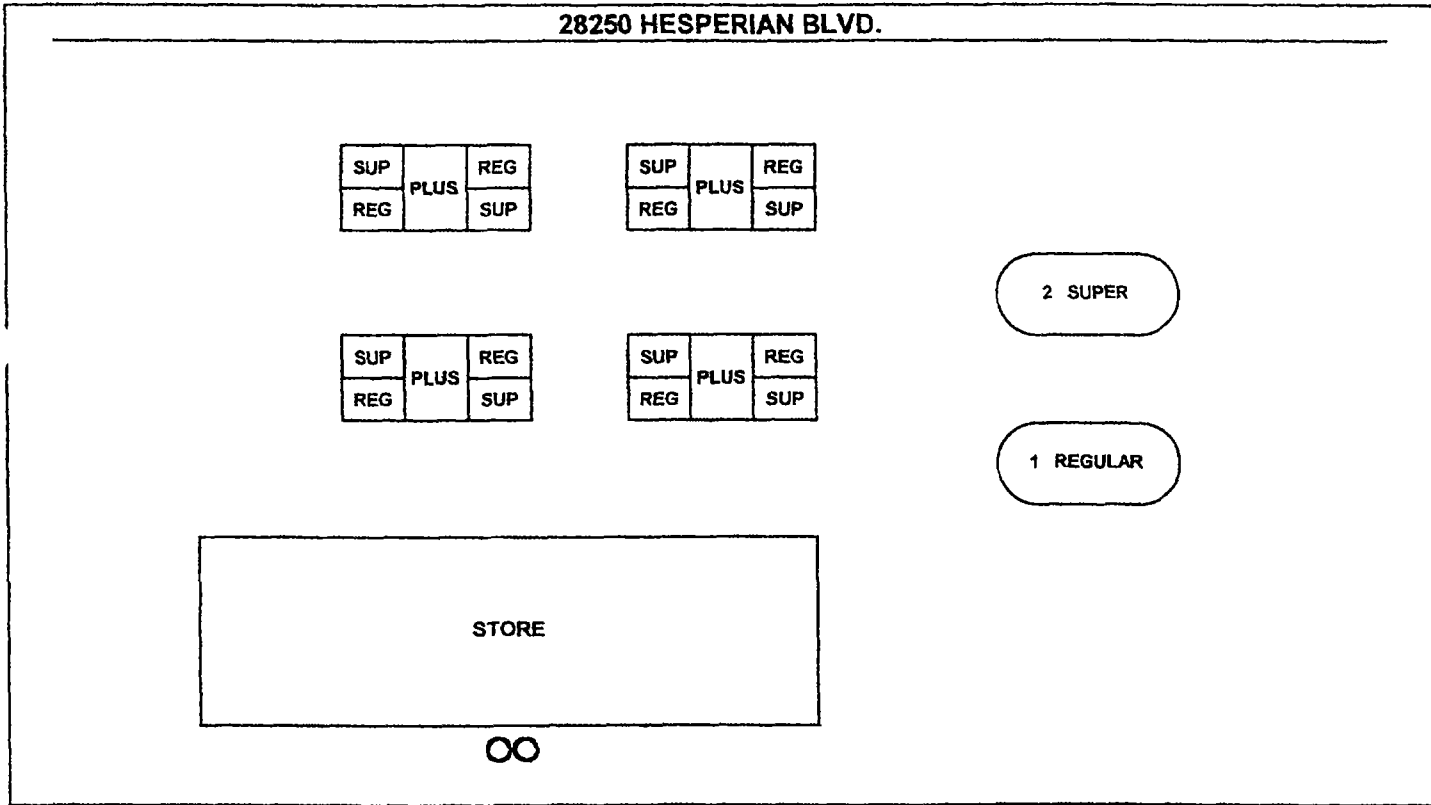 28250 HESPERIAN BLVD.
SUP PLUS REG
REG SUP
SUP PLUS REG
REG SUP
2 SUPER
SUP PLUS REG
REG SUP
SUP PLUS REG
REG SUP
1 REGULAR
STORE